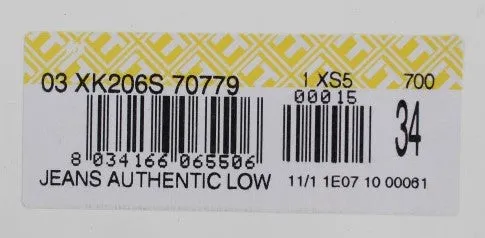 03 XK206S 70779 1 XS5 700
00015
34
8 034166 065506
JEANS AUTHENTIC LOW 11/1 1E07 10 00061